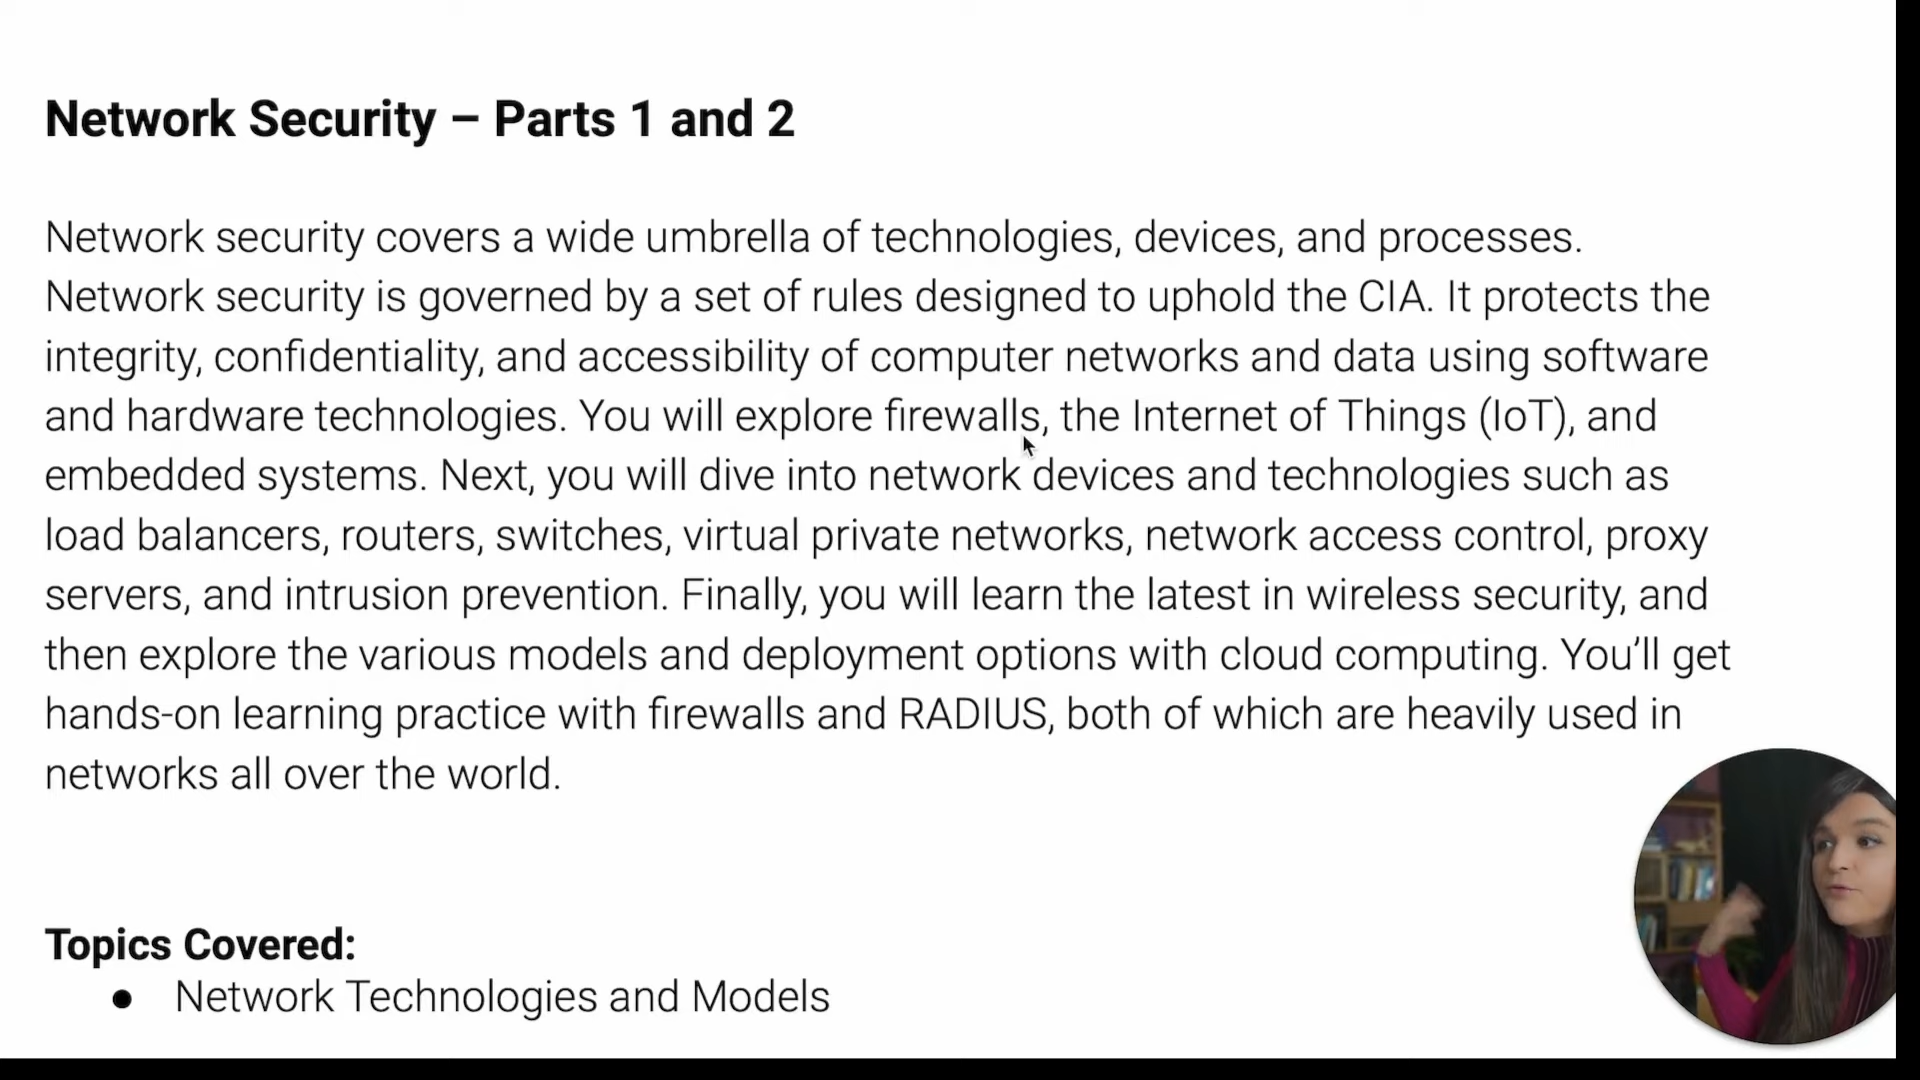 Network Security – Parts 1 and 2
Network security covers a wide umbrella of technologies, devices, and processes.
Network security is governed by a set of rules designed to uphold the CIA. It protects the
integrity, confidentiality, and accessibility of computer networks and data using software
and hardware technologies. You will explore firewalls, the Internet of Things (IoT), and
embedded systems. Next, you will dive into network devices and technologies such as
load balancers, routers, switches, virtual private networks, network access control, proxy
servers, and intrusion prevention. Finally, you will learn the latest in wireless security, and
then explore the various models and deployment options with cloud computing. You’ll get
hands-on learning practice with firewalls and RADIUS, both of which are heavily used in
networks all over the world.
Topics Covered:
● Network Technologies and Models